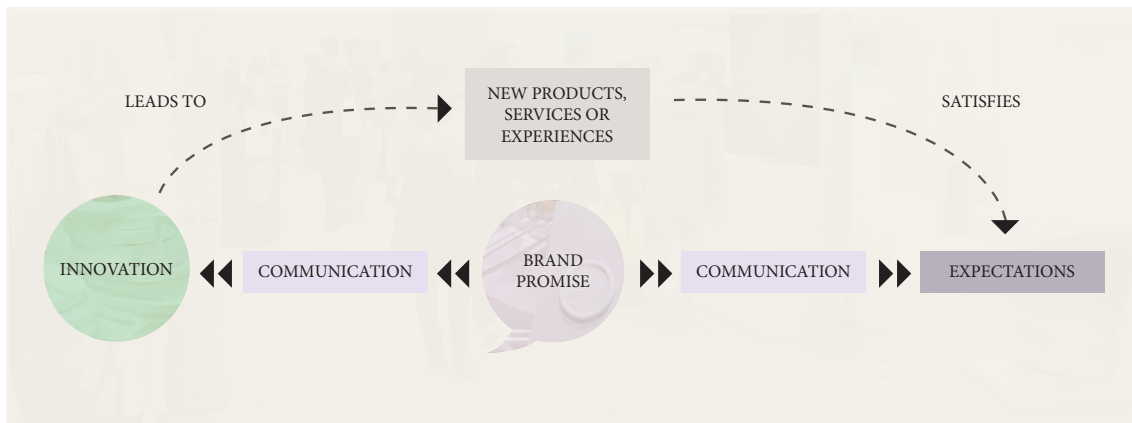 LEADS TO
NEW PRODUCTS,
SERVICES OR
EXPERIENCES
SATISFIES
INNOVATION
COMMUNICATION
BRAND
PROMISE
COMMUNICATION
EXPECTATIONS